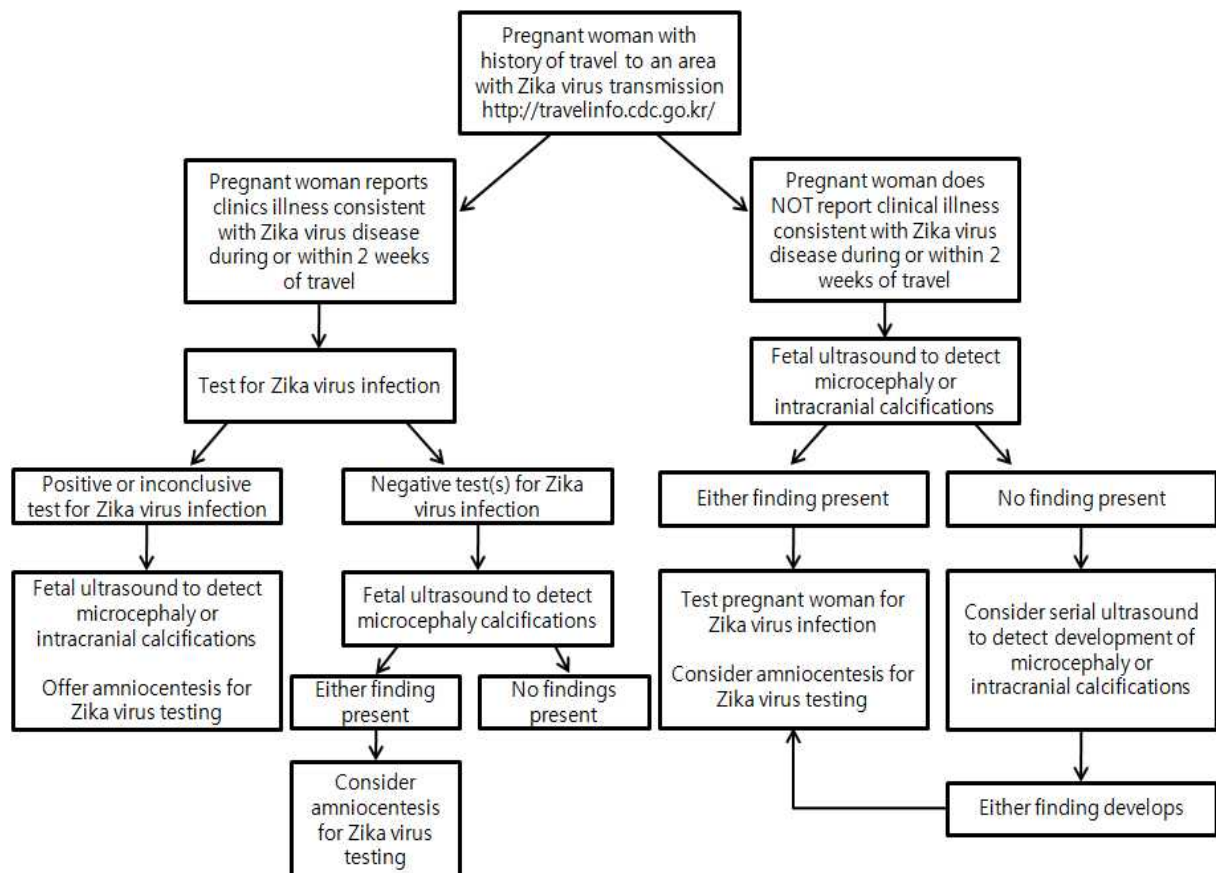 Pregnant woman with
history of travel to an area
with Zika virus transmission
http://travelinfo.cdc.go.kr/
Pregnant woman reports
clinics illness consistent
with Zika virus disease
during or within 2 weeks
of travel
Pregnant woman does
NOT report clinical illness
consistent with Zika virus
disease during or within 2
weeks of travel
Test for Zika virus infection
Fetal ultrasound to detect
microcephaly or
intracranial calcifications
Positive or inconclusive
test for Zika virus infection
Negative test(s) for Zika
virus infection
Either finding present
No finding present
Fetal ultrasound to detect
microcephaly or
intracranial calcifications
Offer amniocentesis for
Zika virus testing
Fetal ultrasound to detect
microcephaly calcifications
Test pregnant woman for
Zika virus infection
Consider amniocentesis for
Zika virus testing
Consider serial ultrasound
to detect development of
microcephaly or
intracranial calcifications
Either finding
present
No findings
present
Consider
amniocentesis
for Zika virus
testing
Either finding develops